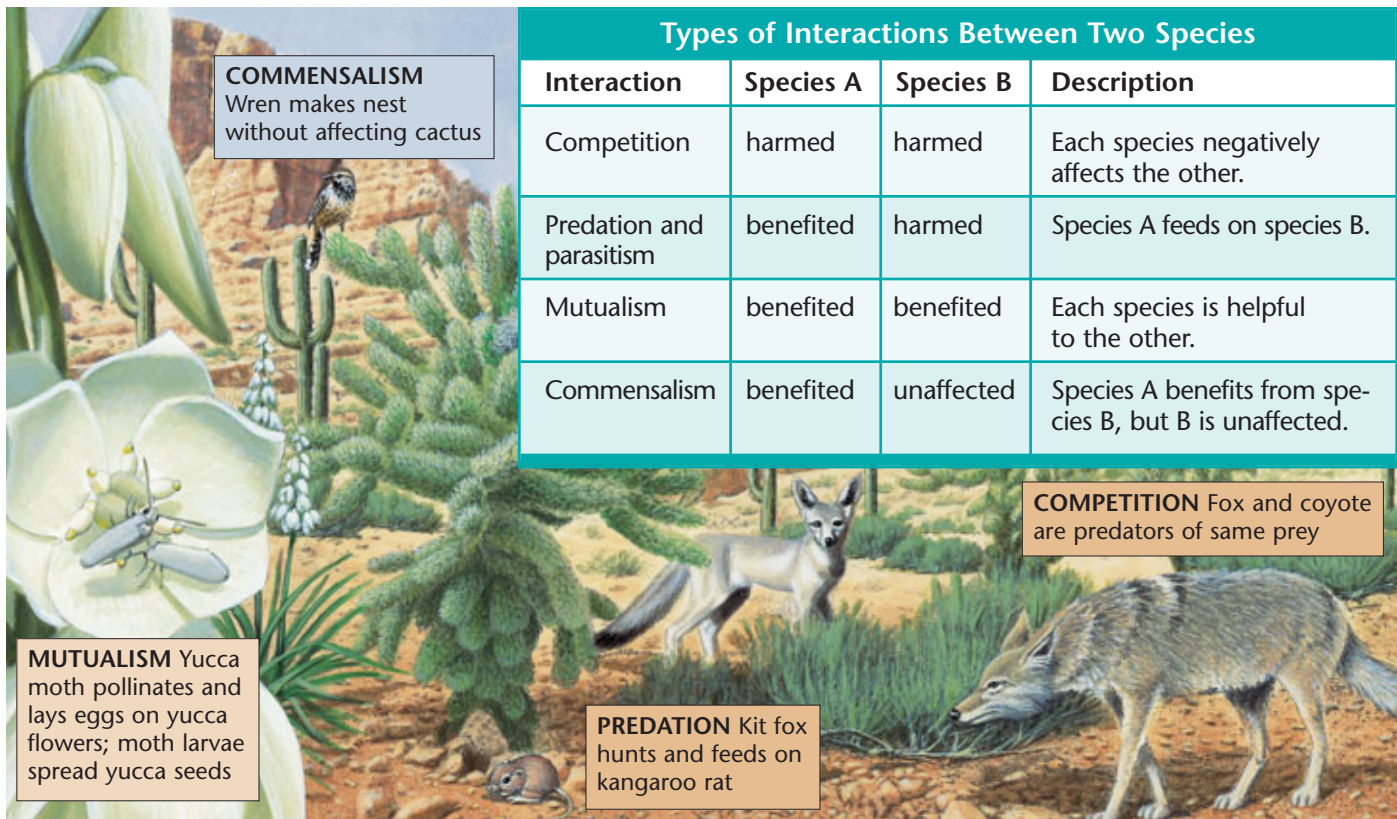 COMMENSALISM
Wren makes nest
without affecting cactus
Types of Interactions Between Two Species
Interaction Species A Species B Description
Competition harmed harmed Each species negatively
affects the other.
Predation and benefited harmed Species A feeds on species B.
parasitism
Mutualism benefited benefited Each species is helpful
to the other.
Commensalism benefited unaffected Species A benefits from spe-
cies B, but B is unaffected.
COMPETITION Fox and coyote
are predators of same prey
MUTUALISM Yucca
moth pollinates and
lays eggs on yucca
flowers; moth larvae
spread yucca seeds
PREDATION Kit fox
hunts and feeds on
kangaroo rat